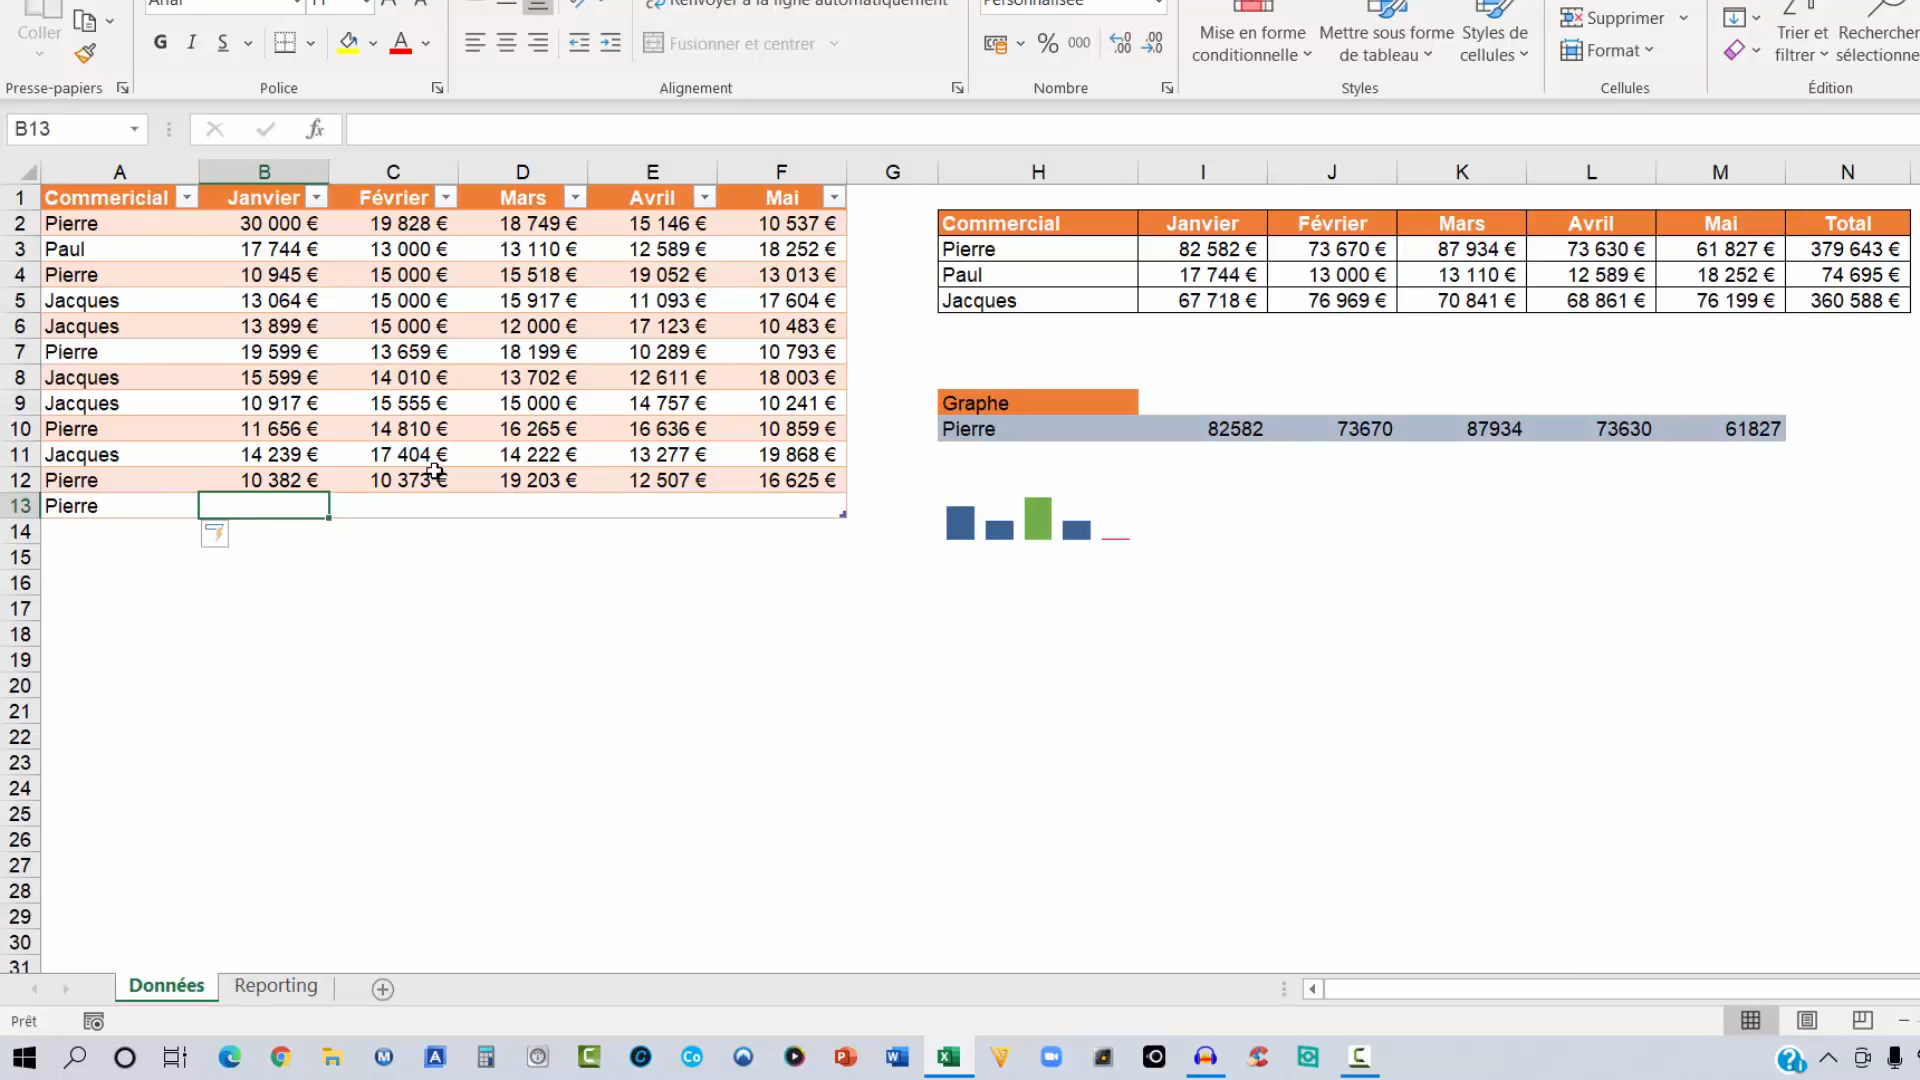 Coller
Presse-papiers
G I S
Police
Renvoyer à la ligne automatiquement
Fusionner et centrer
Alignement
Personnalisée
% 000
Nombre
Mise en forme conditionnelle
Mettre sous forme de tableau
Styles de cellules
Styles
Supprimer
Format
Cellules
Trier et filtrer
Rechercher
Édition
B13
fx
A B C D E F G H I J K L M N
1 Commericial Janvier Février Mars Avril Mai
2 Pierre 30 000 € 19 828 € 18 749 € 15 146 € 10 537 € Commercial Janvier Février Mars Avril Mai Total
3 Paul 17 744 € 13 000 € 13 110 € 12 589 € 18 252 € Pierre 82 582 € 73 670 € 87 934 € 73 630 € 61 827 € 379 643 €
4 Pierre 10 945 € 15 000 € 15 518 € 19 052 € 13 013 € Paul 17 744 € 13 000 € 13 110 € 12 589 € 18 252 € 74 695 €
5 Jacques 13 064 € 15 000 € 15 917 € 11 093 € 17 604 € Jacques 67 718 € 76 969 € 70 841 € 68 861 € 76 199 € 360 588 €
6 Jacques 13 899 € 15 000 € 12 000 € 17 123 € 10 483 €
7 Pierre 19 599 € 13 659 € 18 199 € 10 289 € 10 793 €
8 Jacques 15 599 € 14 010 € 13 702 € 12 611 € 18 003 €
9 Jacques 10 917 € 15 555 € 15 000 € 14 757 € 10 241 € Graphe
10 Pierre 11 656 € 14 810 € 16 265 € 16 636 € 10 859 € Pierre 82582 73670 87934 73630 61827
11 Jacques 14 239 € 17 404 € 14 222 € 13 277 € 19 868 €
12 Pierre 10 382 € 10 373 € 19 203 € 12 507 € 16 625 €
13 Pierre
14
15
16
17
18
19
20
21
22
23
24
25
26
27
28
29
30
31
Données Reporting
Prêt